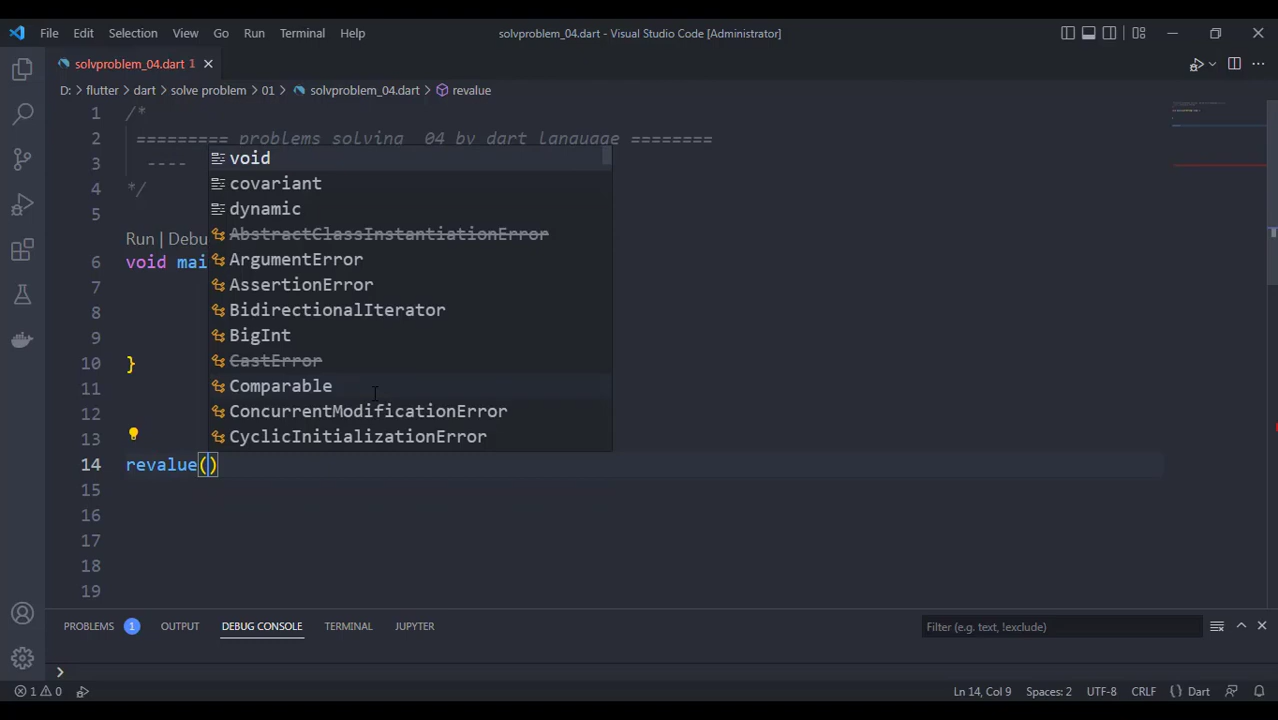 File Edit Selection View Go Run Terminal Help
solvproblem_04.dart - Visual Studio Code [Administrator]
solvproblem_04.dart 1
D: > flutter > dart > solve problem > 01 > solvproblem_04.dart > revalue
1 /*
2 ========= problems solving 04 by dart language ========
3 ----
4 */
5
Run | Debu
6 void mai
7
8
9
10 }
11
12
13
14 revalue()
15
16
17
18
19
void
covariant
dynamic
AbstractClassInstantiationError
ArgumentError
AssertionError
BidirectionalIterator
BigInt
CastError
Comparable
ConcurrentModificationError
CyclicInitializationError
PROBLEMS 1 OUTPUT DEBUG CONSOLE TERMINAL JUPYTER
Filter (e.g. text, !exclude)
>
1 0
Ln 14, Col 9 Spaces: 2 UTF-8 CRLF {} Dart